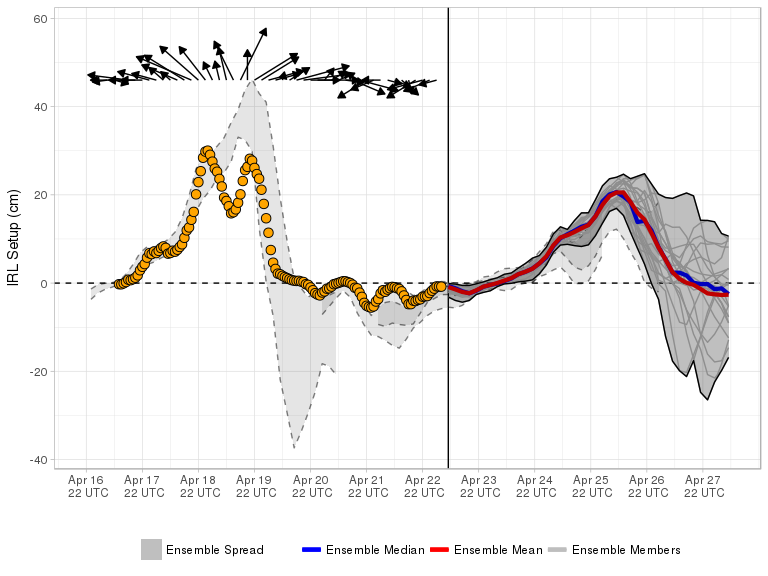 60
40
20
0
-20
-40
IRL Setup (cm)
Apr 16 Apr 17 Apr 18 Apr 19 Apr 20 Apr 21 Apr 22 Apr 23 Apr 24 Apr 25 Apr 26 Apr 27
22 UTC 22 UTC 22 UTC 22 UTC 22 UTC 22 UTC 22 UTC 22 UTC 22 UTC 22 UTC 22 UTC 22 UTC
Ensemble Spread Ensemble Median Ensemble Mean Ensemble Members